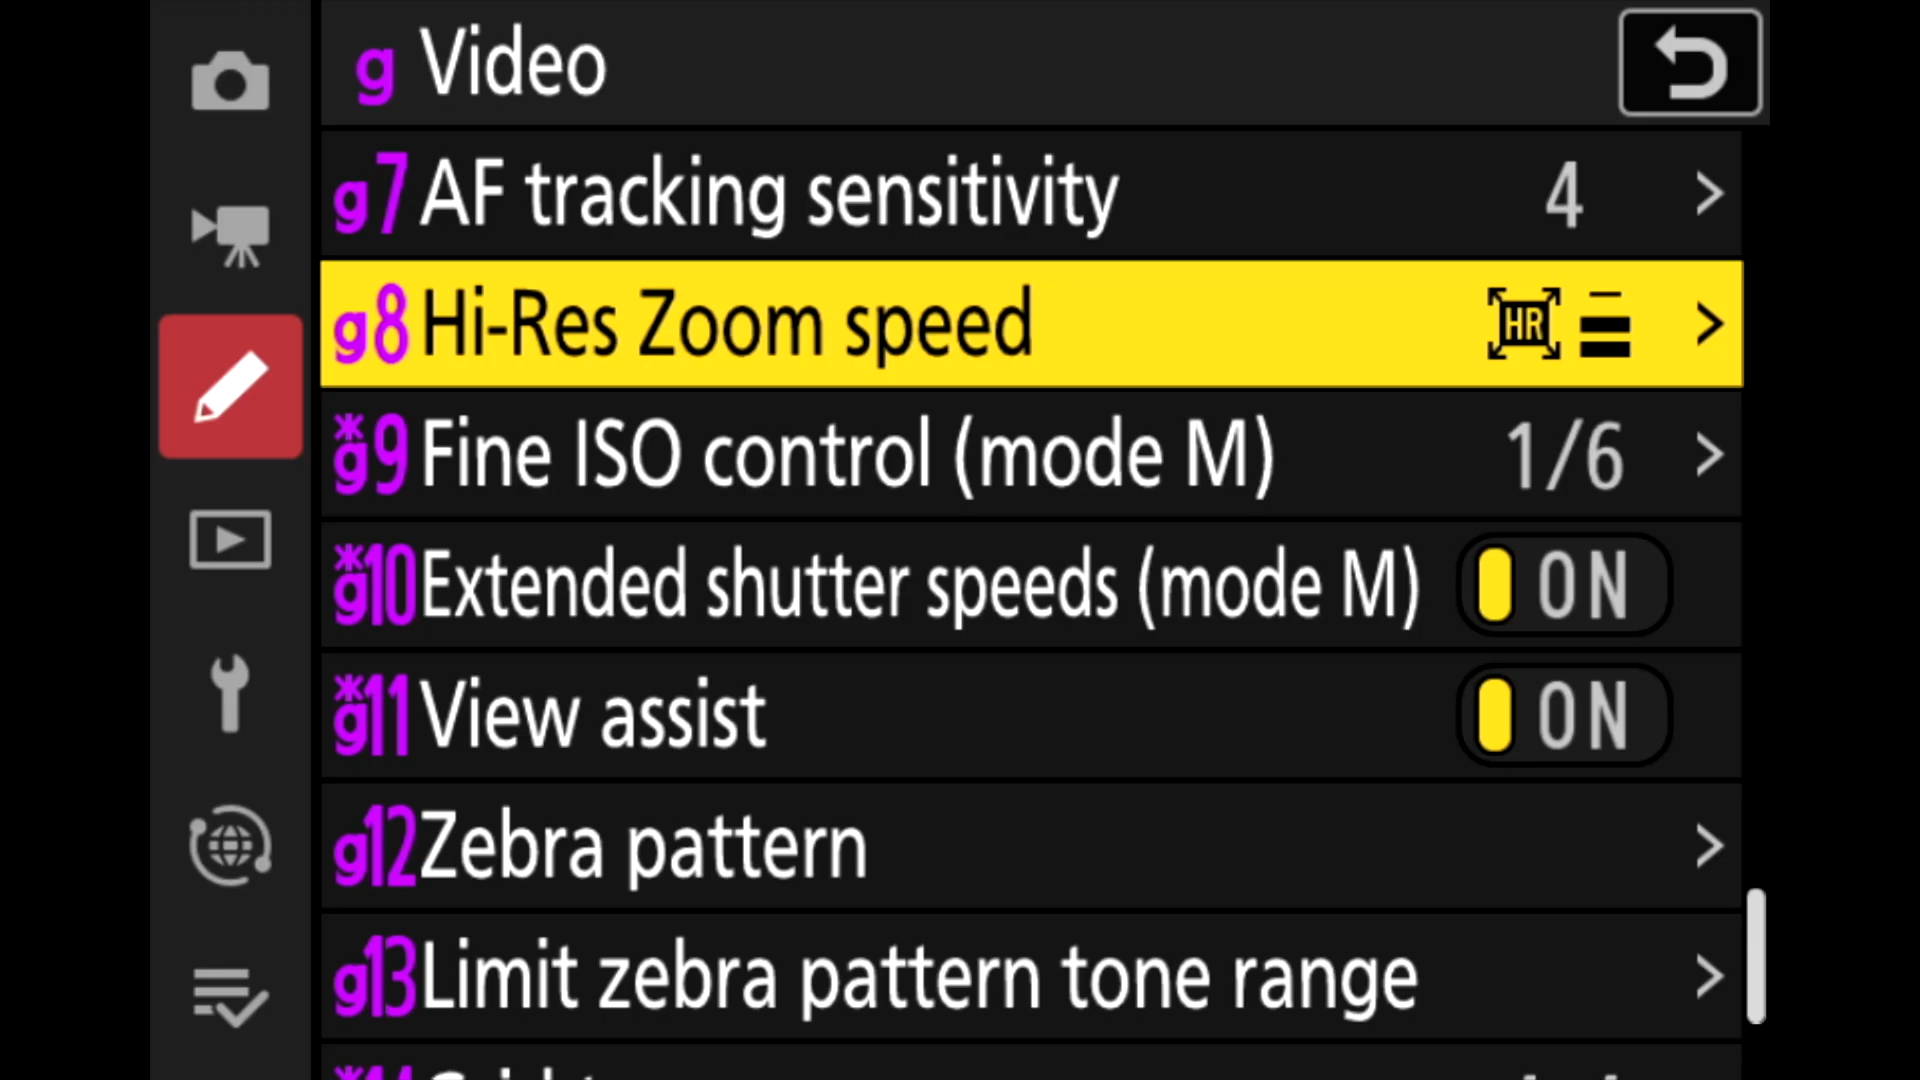 g Video
g7 AF tracking sensitivity 4 >
g8 Hi-Res Zoom speed HR >
*g9 Fine ISO control (mode M) 1/6 >
*g10 Extended shutter speeds (mode M) ON
*g11 View assist ON
g12 Zebra pattern >
g13 Limit zebra pattern tone range >